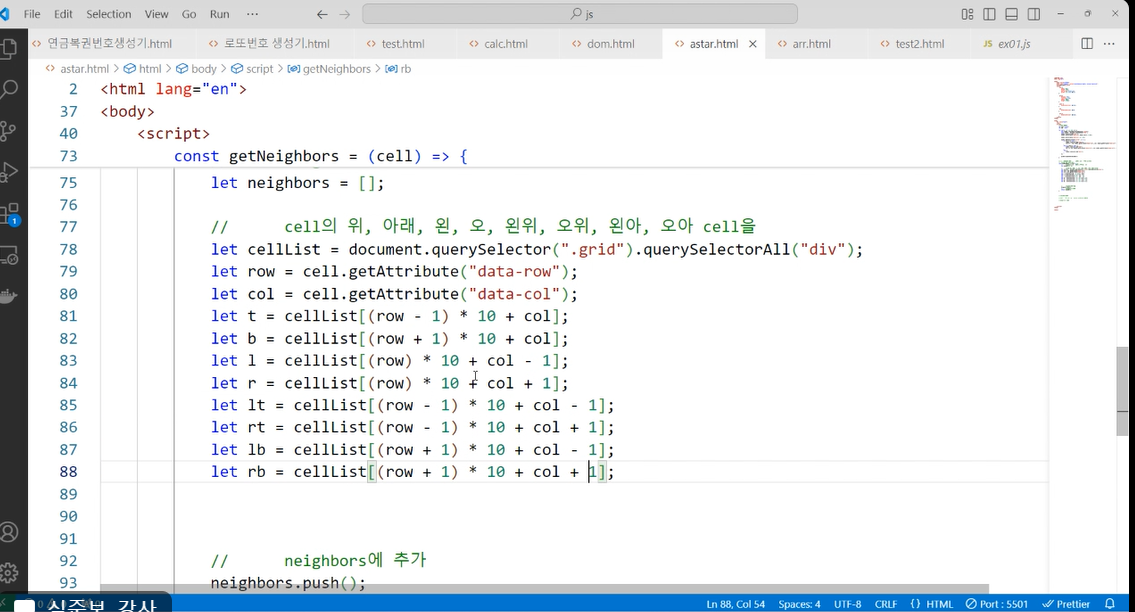 File Edit Selection View Go Run ··· js
연금복권번호생성기.html 로또번호 생성기.html test.html calc.html dom.html astar.html arr.html test2.html JS ex01.js
astar.html > html > body > script > getNeighbors > rb
2 <html lang="en">
37 <body>
40 <script>
73 const getNeighbors = (cell) => {
75 let neighbors = [];
76
77 // cell의 위, 아래, 왼, 오, 왼위, 오위, 왼아, 오아 cell을
78 let cellList = document.querySelector(".grid").querySelectorAll("div");
79 let row = cell.getAttribute("data-row");
80 let col = cell.getAttribute("data-col");
81 let t = cellList[(row - 1) * 10 + col];
82 let b = cellList[(row + 1) * 10 + col];
83 let l = cellList[(row) * 10 + col - 1];
84 let r = cellList[(row) * 10 + col + 1];
85 let lt = cellList[(row - 1) * 10 + col - 1];
86 let rt = cellList[(row - 1) * 10 + col + 1];
87 let lb = cellList[(row + 1) * 10 + col - 1];
88 let rb = cellList[(row + 1) * 10 + col + 1];
89
90
91
92 // neighbors에 추가
93 neighbors.push();
1
Ln 88, Col 54 Spaces: 4 UTF-8 CRLF {} HTML Port : 5501 Prettier